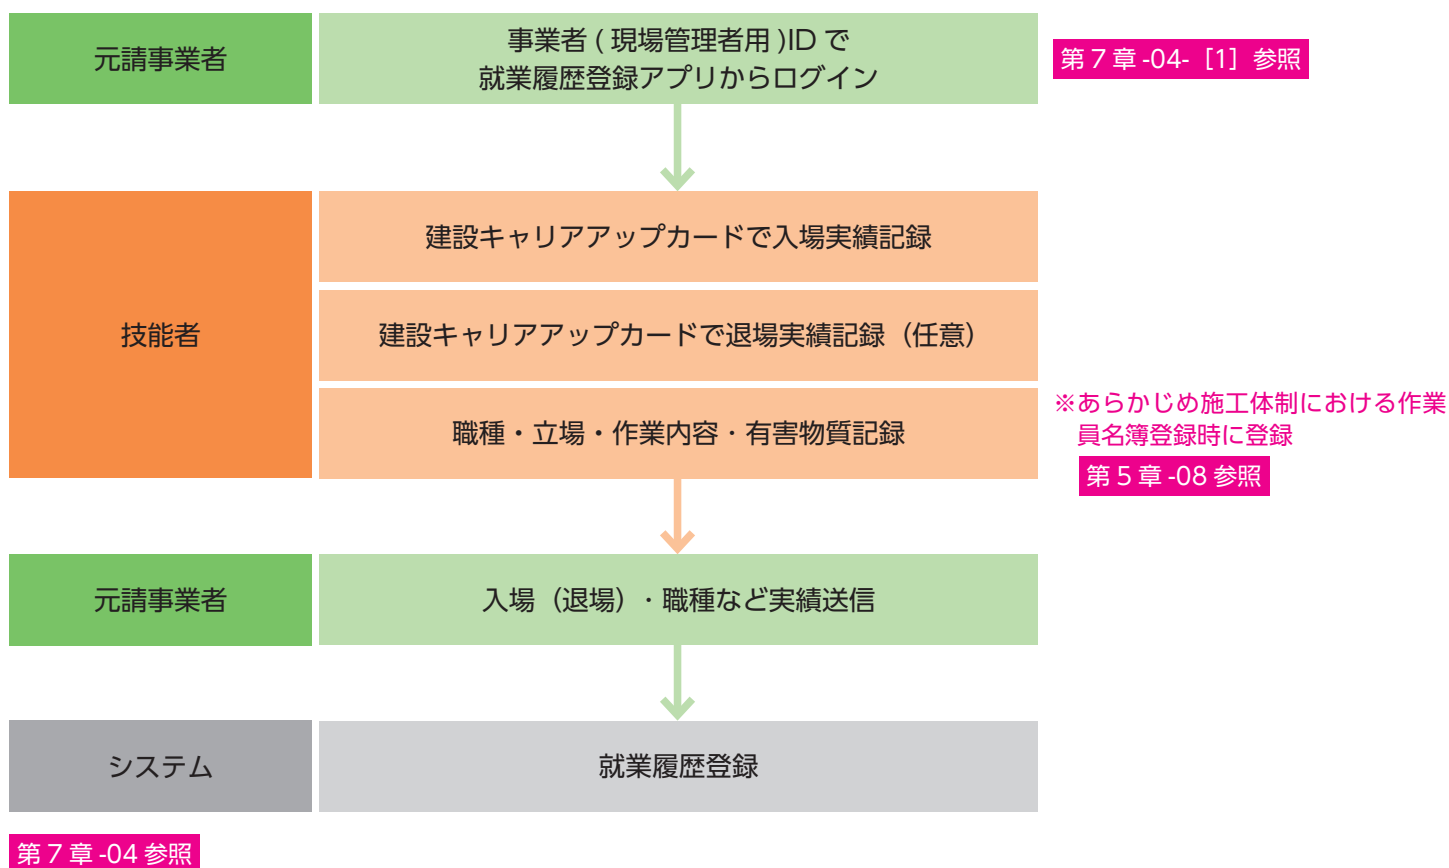 元請事業者
事業者 ( 現場管理者用 )ID で
就業履歴登録アプリからログイン
第 7 章 -04-［1］参照
技能者
建設キャリアアップカードで入場実績記録
建設キャリアアップカードで退場実績記録（任意）
職種・立場・作業内容・有害物質記録
※あらかじめ施工体制における作業
員名簿登録時に登録
第 5 章 -08 参照
元請事業者
入場（退場）・職種など実績送信
システム
就業履歴登録
第 7 章 -04 参照